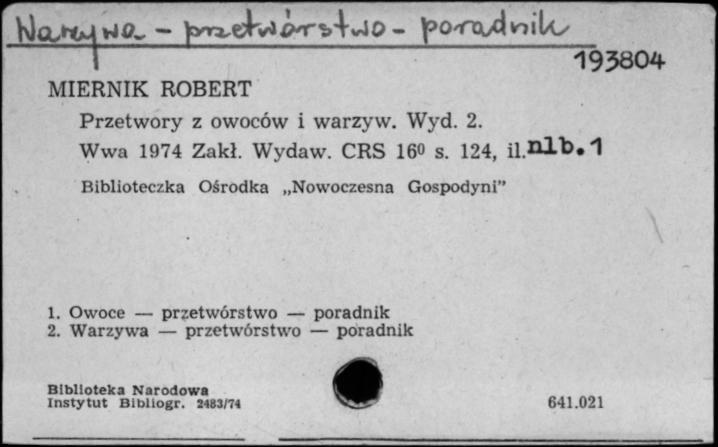 Warzywa - przetwórstwo - poradnik
193804
MIERNIK ROBERT
Przetwory z owoców i warzyw. Wyd. 2.
Wwa 1974 Zakł. Wydaw. CRS 16⁰ s. 124, il. nlb. 1
Biblioteczka Ośrodka „Nowoczesna Gospodyni”
1. Owoce — przetwórstwo — poradnik
2. Warzywa — przetwórstwo — poradnik
Biblioteka Narodowa
Instytut Bibliogr. 2483/74
641.021